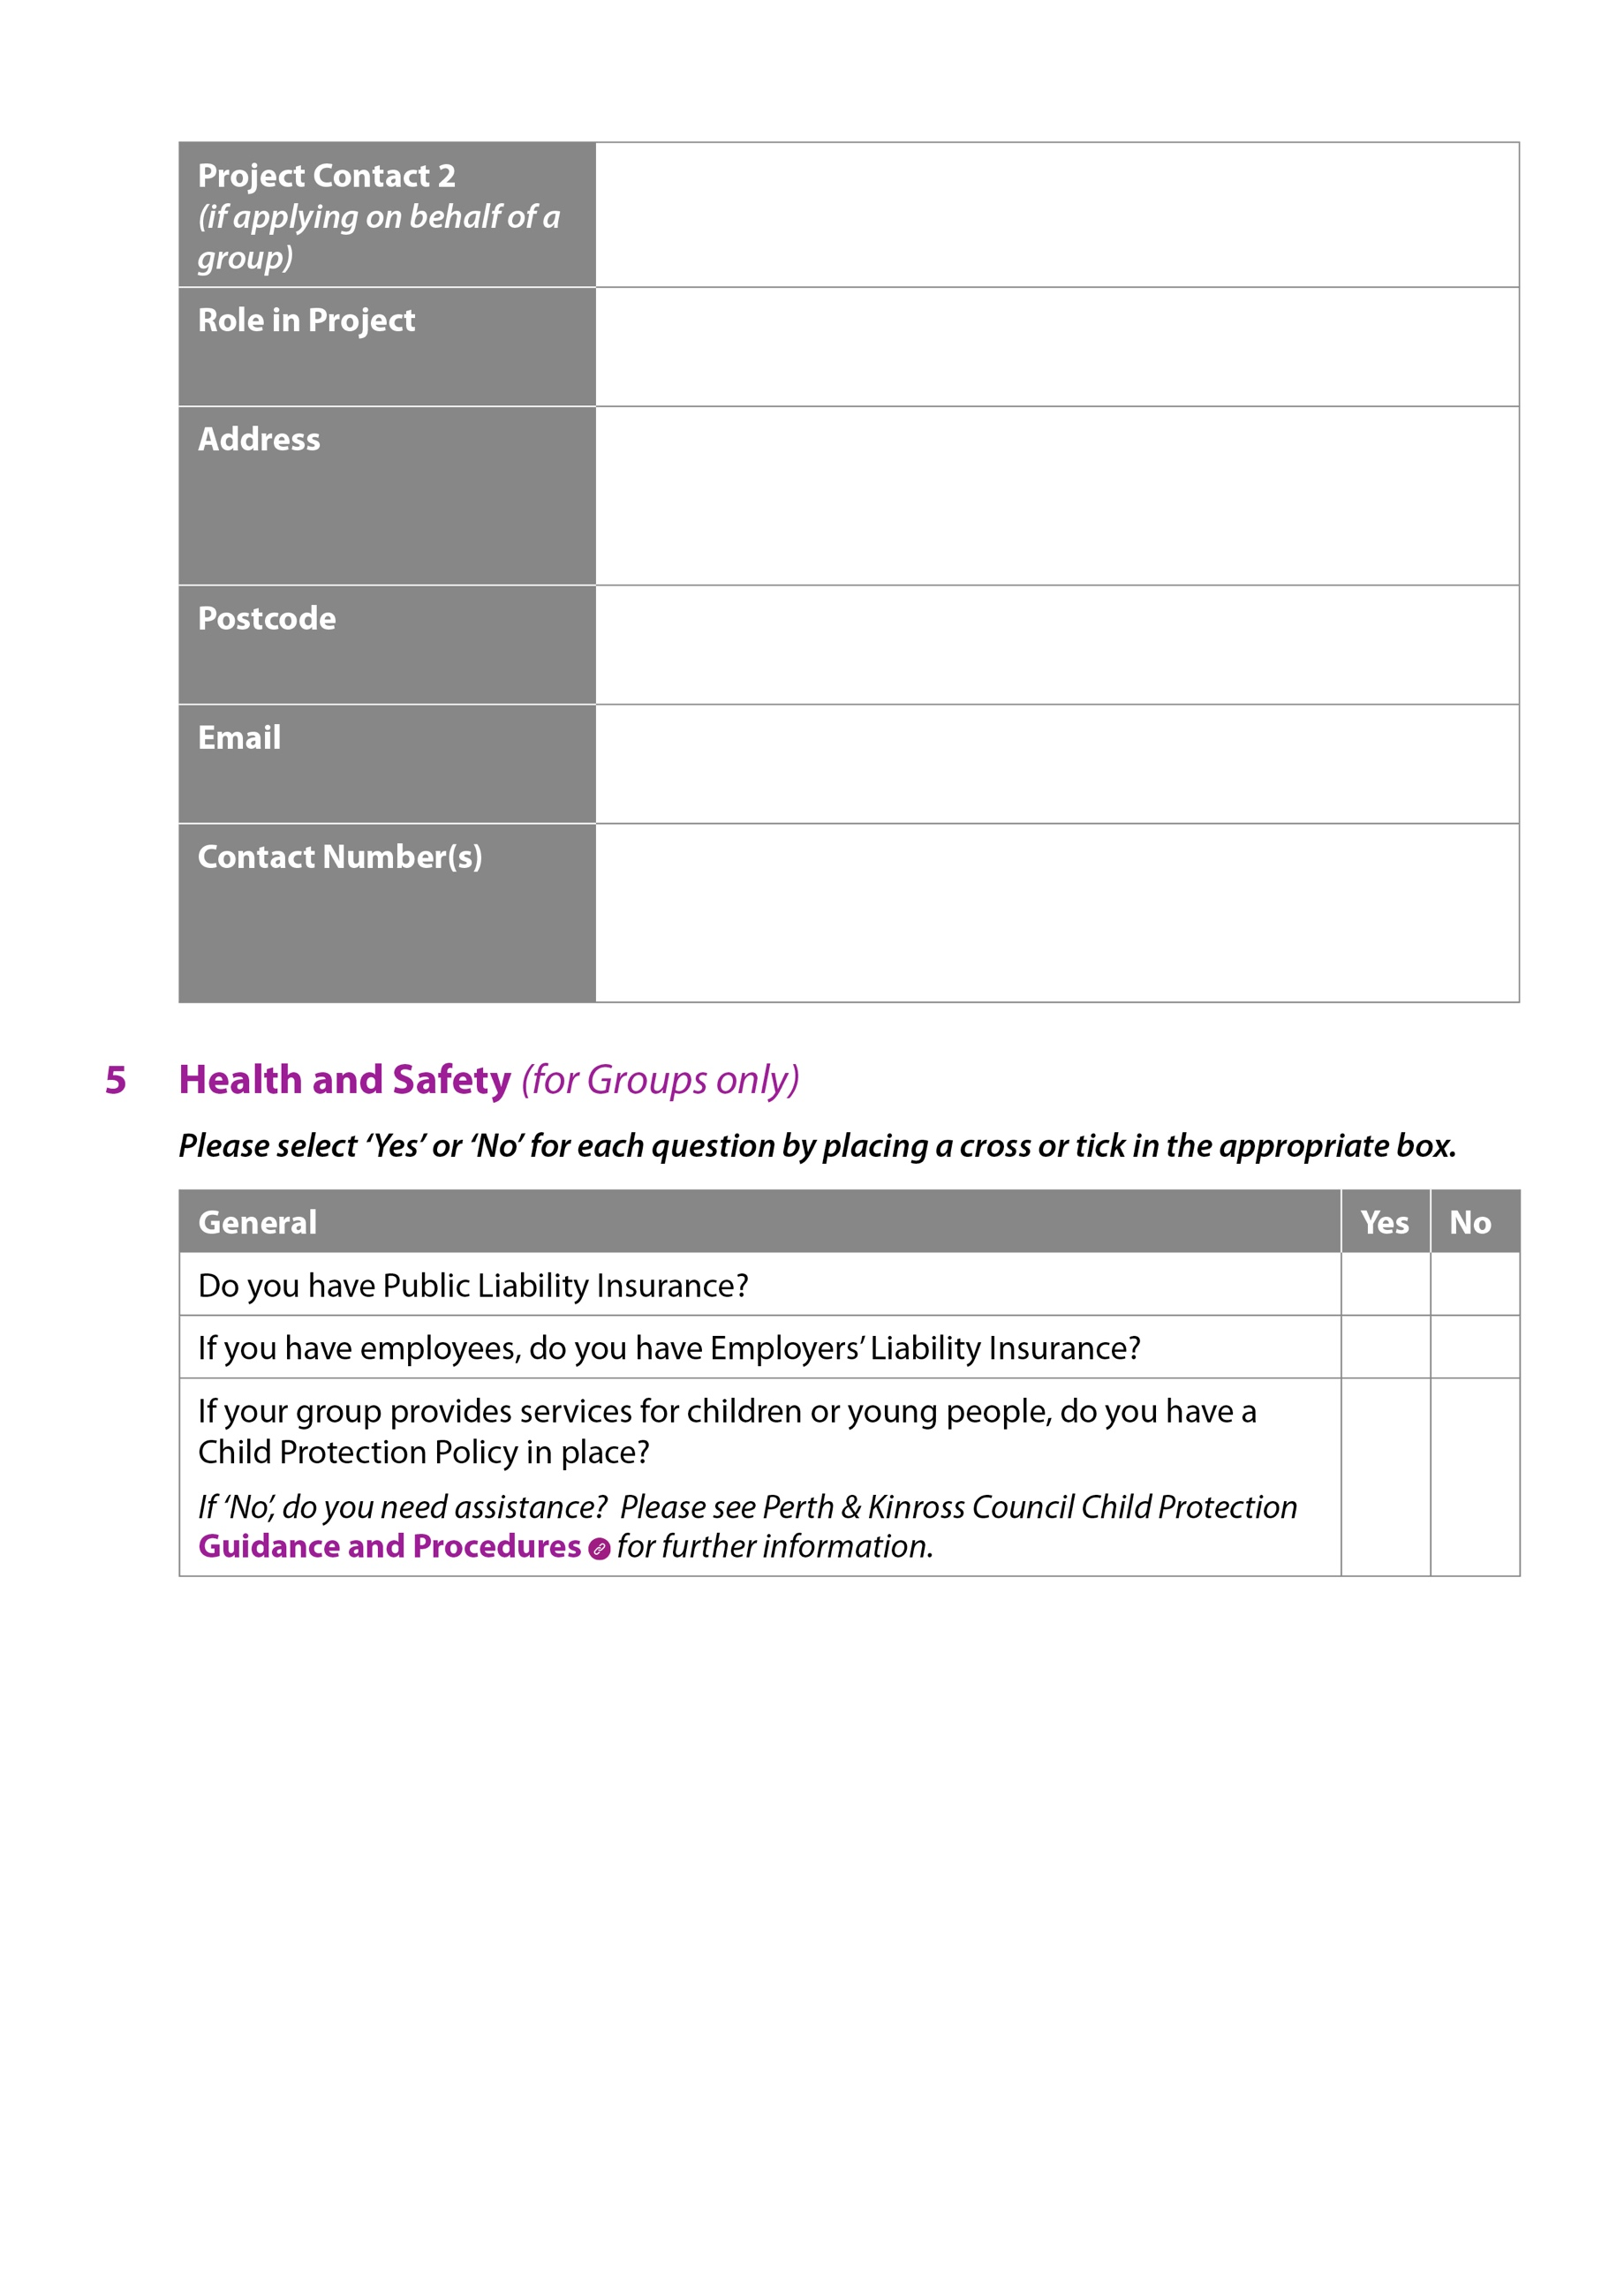 Project Contact 2
(if applying on behalf of a
group)
Role in Project
Address
Postcode
Email
Contact Number(s)
5 Health and Safety (for Groups only)
Please select ‘Yes’ or ‘No’ for each question by placing a cross or tick in the appropriate box.
General Yes No
Do you have Public Liability Insurance?
If you have employees, do you have Employers’ Liability Insurance?
If your group provides services for children or young people, do you have a
Child Protection Policy in place?
If ‘No’, do you need assistance? Please see Perth & Kinross Council Child Protection
Guidance and Procedures for further information.